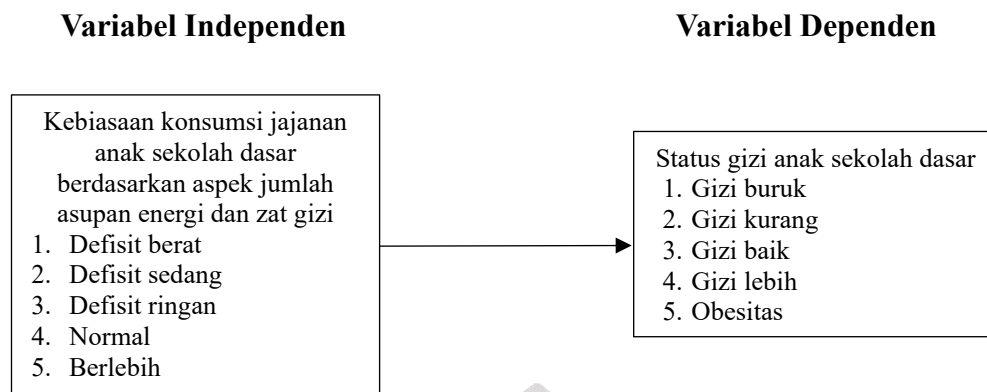 Variabel Independen
Variabel Dependen
Kebiasaan konsumsi jajanan
anak sekolah dasar
berdasarkan aspek jumlah
asupan energi dan zat gizi
1. Defisit berat
2. Defisit sedang
3. Defisit ringan
4. Normal
5. Berlebih
Status gizi anak sekolah dasar
1. Gizi buruk
2. Gizi kurang
3. Gizi baik
4. Gizi lebih
5. Obesitas